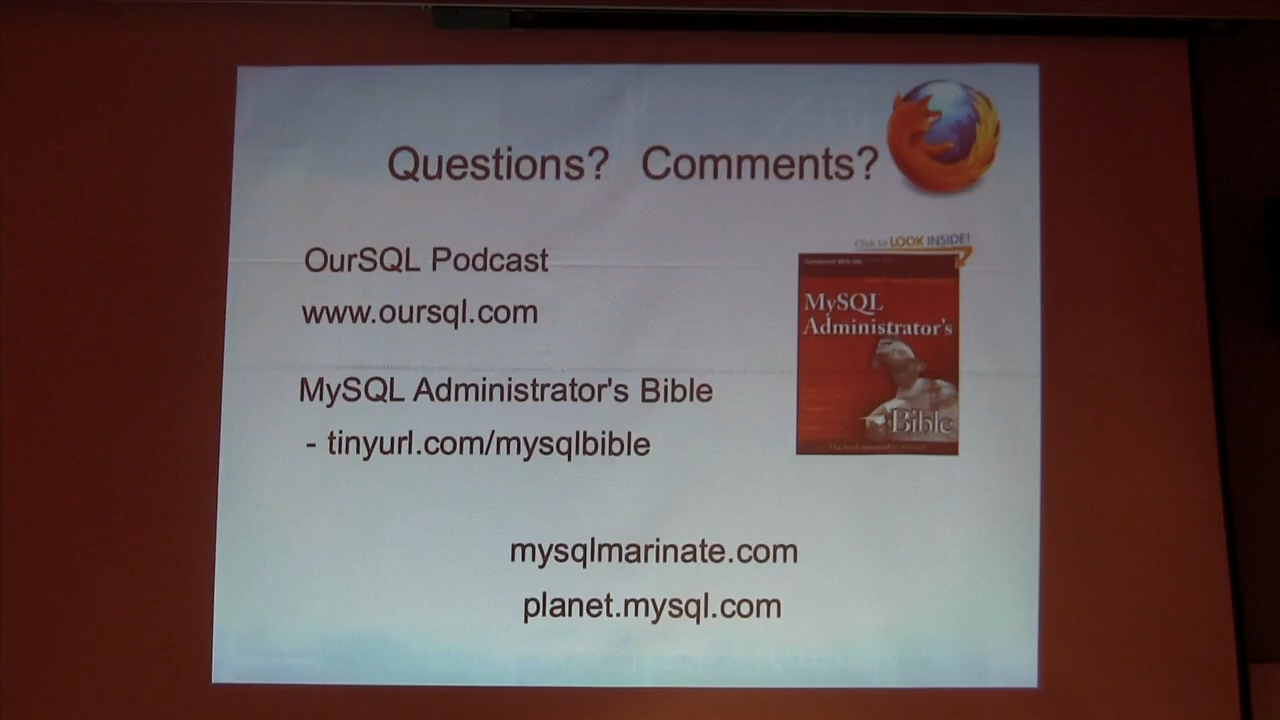 Questions? Comments?
Click to LOOK INSIDE!
OurSQL Podcast
www.oursql.com
MySQL
Administrator's
Bible
MySQL Administrator's Bible
- tinyurl.com/mysqlbible
mysqlmarinate.com
planet.mysql.com